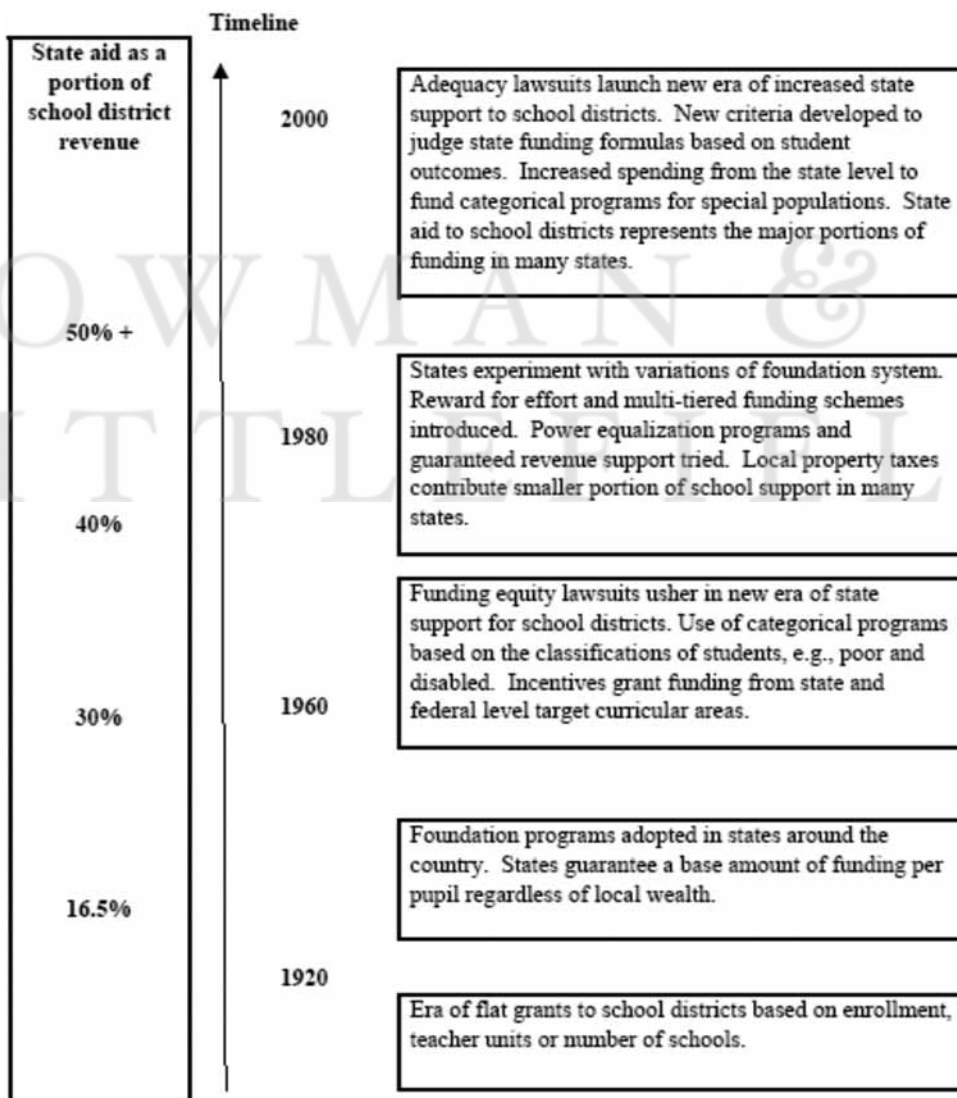 Timeline
State aid as a
portion of
school district
revenue
2000
Adequacy lawsuits launch new era of increased state
support to school districts.  New criteria developed to
judge state funding formulas based on student
outcomes.  Increased spending from the state level to
fund categorical programs for special populations.  State
aid to school districts represents the major portions of
funding in many states.
OWMAN &
50% +
States experiment with variations of foundation system.
Reward for effort and multi-tiered funding schemes
introduced.  Power equalization programs and
guaranteed revenue support tried.  Local property taxes
contribute smaller portion of school support in many
states.
1980
ITTLEFIEL
40%
Funding equity lawsuits usher in new era of state
support for school districts. Use of categorical programs
based on the classifications of students, e.g., poor and
disabled.  Incentives grant funding from state and
federal level target curricular areas.
1960
30%
Foundation programs adopted in states around the
country.  States guarantee a base amount of funding per
pupil regardless of local wealth.
16.5%
1920
Era of flat grants to school districts based on enrollment,
teacher units or number of schools.